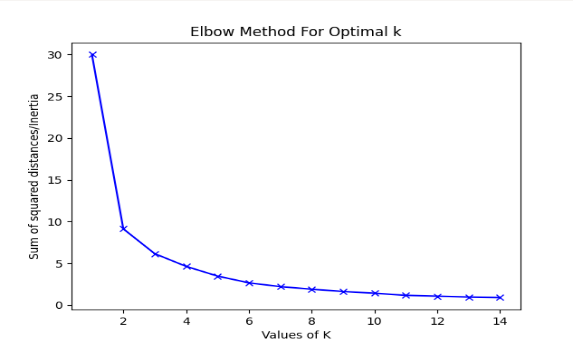 Elbow Method For Optimal k
Sum of squared distances/Inertia
30
25
20
15
10
5
0
2 4 6 8 10 12 14
Values of K